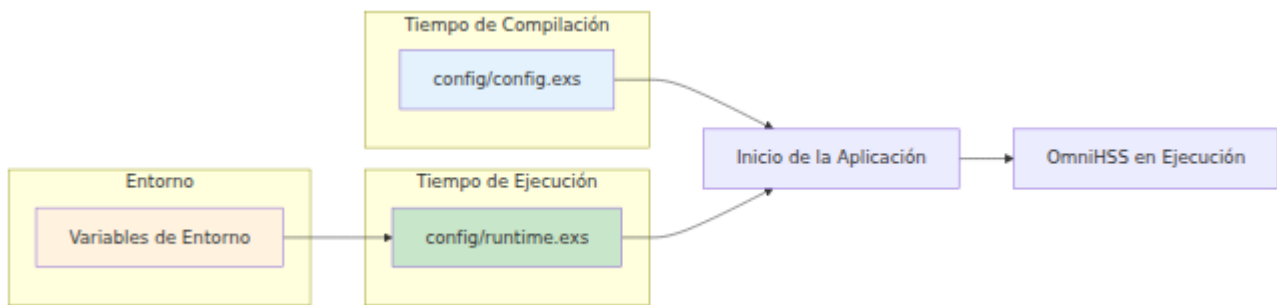 Tiempo de Compilación
config/config.exs
Inicio de la Aplicación
OmniHSS en Ejecución
Entorno
Variables de Entorno
Tiempo de Ejecución
config/runtime.exs